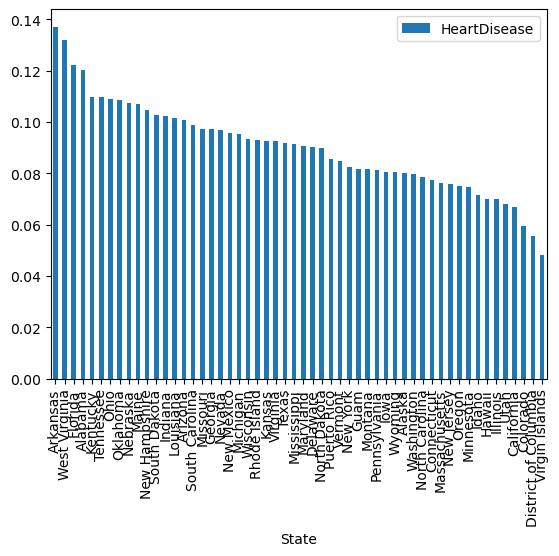 0.14
0.12
0.10
0.08
0.06
0.04
0.02
0.00
HeartDisease
Arkansas
West Virginia
Florida
Alabama
Kentucky
Tennessee
Ohio
Oklahoma
Nebraska
Maine
New Hampshire
South Dakota
Indiana
Louisiana
Arizona
South Carolina
Missouri
Georgia
Nevada
New Mexico
Michigan
Wisconsin
Rhode Island
Kansas
Virginia
Texas
Mississippi
Maryland
Delaware
North Dakota
Puerto Rico
Vermont
New York
Guam
Montana
Pennsylvania
Iowa
Wyoming
Alaska
Washington
North Carolina
Connecticut
Massachusetts
New Jersey
Oregon
Minnesota
Idaho
Hawaii
Illinois
Utah
California
Colorado
District of Columbia
Virgin Islands
State